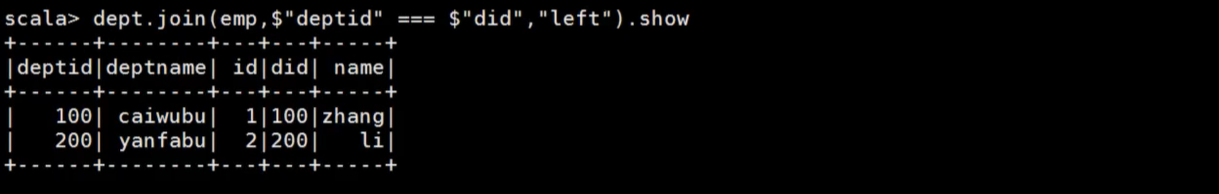 scala> dept.join(emp,$"deptid" === $"did","left").show
+------+--------+---+---+-----+
|deptid|deptname| id|did| name|
+------+--------+---+---+-----+
|   100| caiwubu|  1|100|zhang|
|   200| yanfabu|  2|200|   li|
+------+--------+---+---+-----+